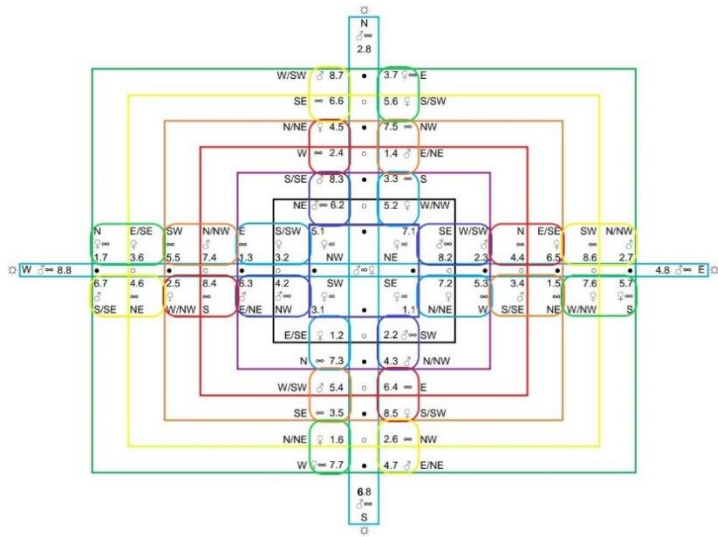 ☼
N
♂∞
2.8
W/SW ♂ 8.7 ● 3.7 ♀∞ E
SE ∞ 6.6 ○ 5.6 ♀ S/SW
N/NE ♀ 4.5 ● 7.5 ∞ NW
W ∞ 2.4 ○ 1.4 ♂ E/NE
S/SE ♂ 8.3 ● 3.3 ∞ S
NE ♂∞ 6.2 ○ 5.2 ♀ W/NW
N E/SE SW N/NW E S/SW 5.1 7.1 SE W/SW N E/SE SW N/NW
♀∞ ♀ ∞ ♂ ∞ ♀ ♀∞ ♀∞ ♂∞ ♂ ∞ ♀ ∞ ♂
1.7 3.6 5.5 7.4 1.3 3.2 NW NE 8.2 2.3 4.4 6.5 8.6 2.7
☼ W ♂∞ 8.8 ● ○ ● ○ ● ○ ● ♂∞♀ ● ○ ● ○ ● ○ ● 4.8 ♂∞ E ☼
6.7 4.6 2.5 8.4 6.3 4.2 SW SE 7.2 5.3 3.4 1.5 7.6 5.7
♂ ∞ ♀ ∞ ♂ ♂∞ ♀∞ ♀∞ ♀ ∞ ♂ ∞ ♀ ♀∞
S/SE NE W/NW S E/NE NW 3.1 1.1 N/NE W S/SE NE W/NW S
E/SE ♀ 1.2 ○ 2.2 ♂∞ SW
N ∞ 7.3 ● 4.3 ♂ N/NW
W/SW ♂ 5.4 ○ 6.4 ∞ E
SE ∞ 3.5 ● 8.5 ♀ S/SW
N/NE ♀ 1.6 ○ 2.6 ∞ NW
W ♀∞ 7.7 ● 4.7 ♂ E/NE
6.8
♂∞
S
☼